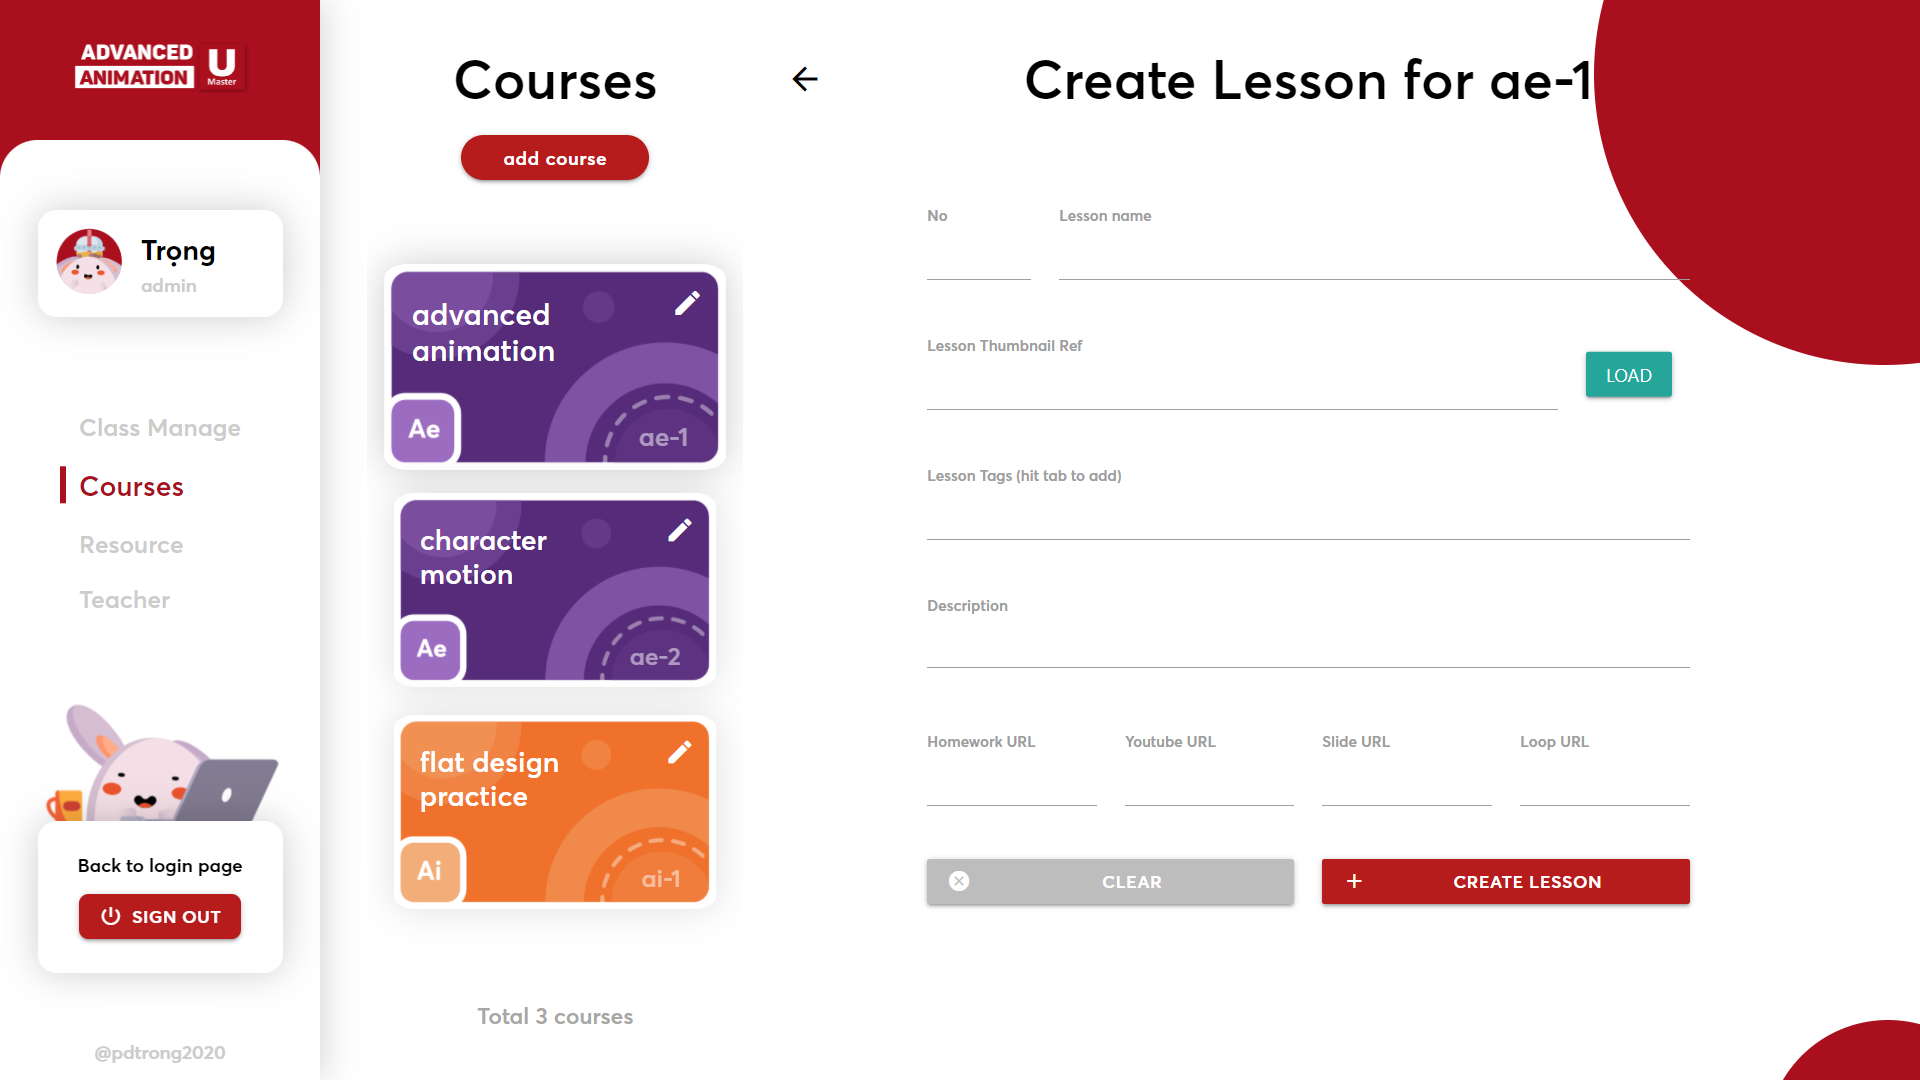 ADVANCED
ANIMATION
U
Master
Trọng
admin
Class Manage
Courses
Resource
Teacher
Back to login page
SIGN OUT
@pdtrong2020
Courses
add course
advanced
animation
Ae
ae-1
character
motion
Ae
ae-2
flat design
practice
Ai
ai-1
Total 3 courses
Create Lesson for ae-1
No
Lesson name
Lesson Thumbnail Ref
LOAD
Lesson Tags (hit tab to add)
Description
Homework URL
Youtube URL
Slide URL
Loop URL
CLEAR
CREATE LESSON